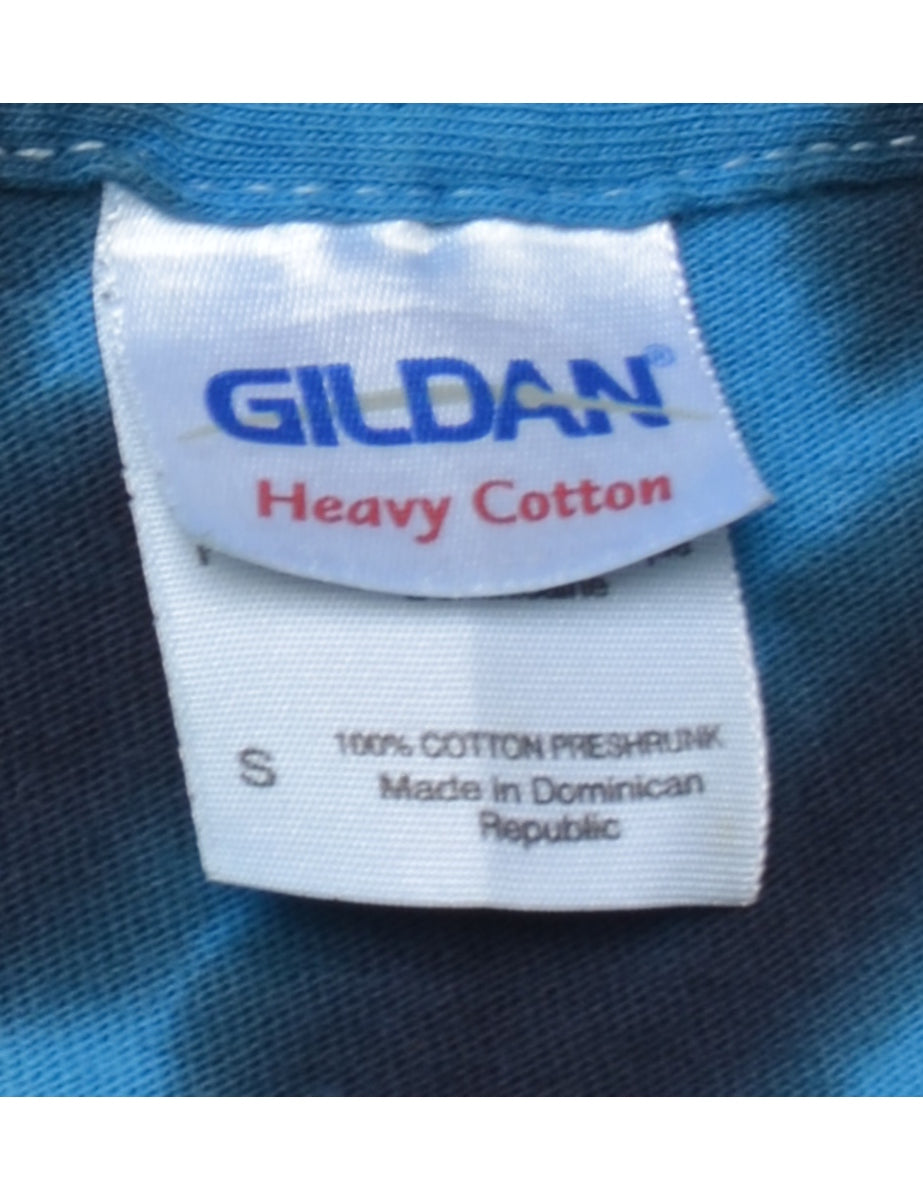 GILDAN®
Heavy Cotton
S
100% COTTON PRESHRUNK
Made in Dominican
Republic